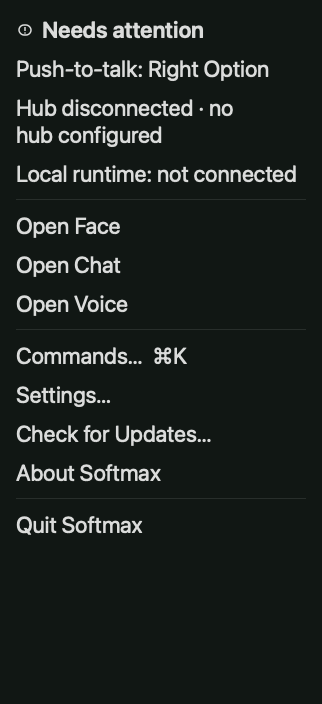 Needs attention
Push-to-talk: Right Option
Hub disconnected · no
hub configured
Local runtime: not connected
Open Face
Open Chat
Open Voice
Commands... ⌘K
Settings...
Check for Updates...
About Softmax
Quit Softmax